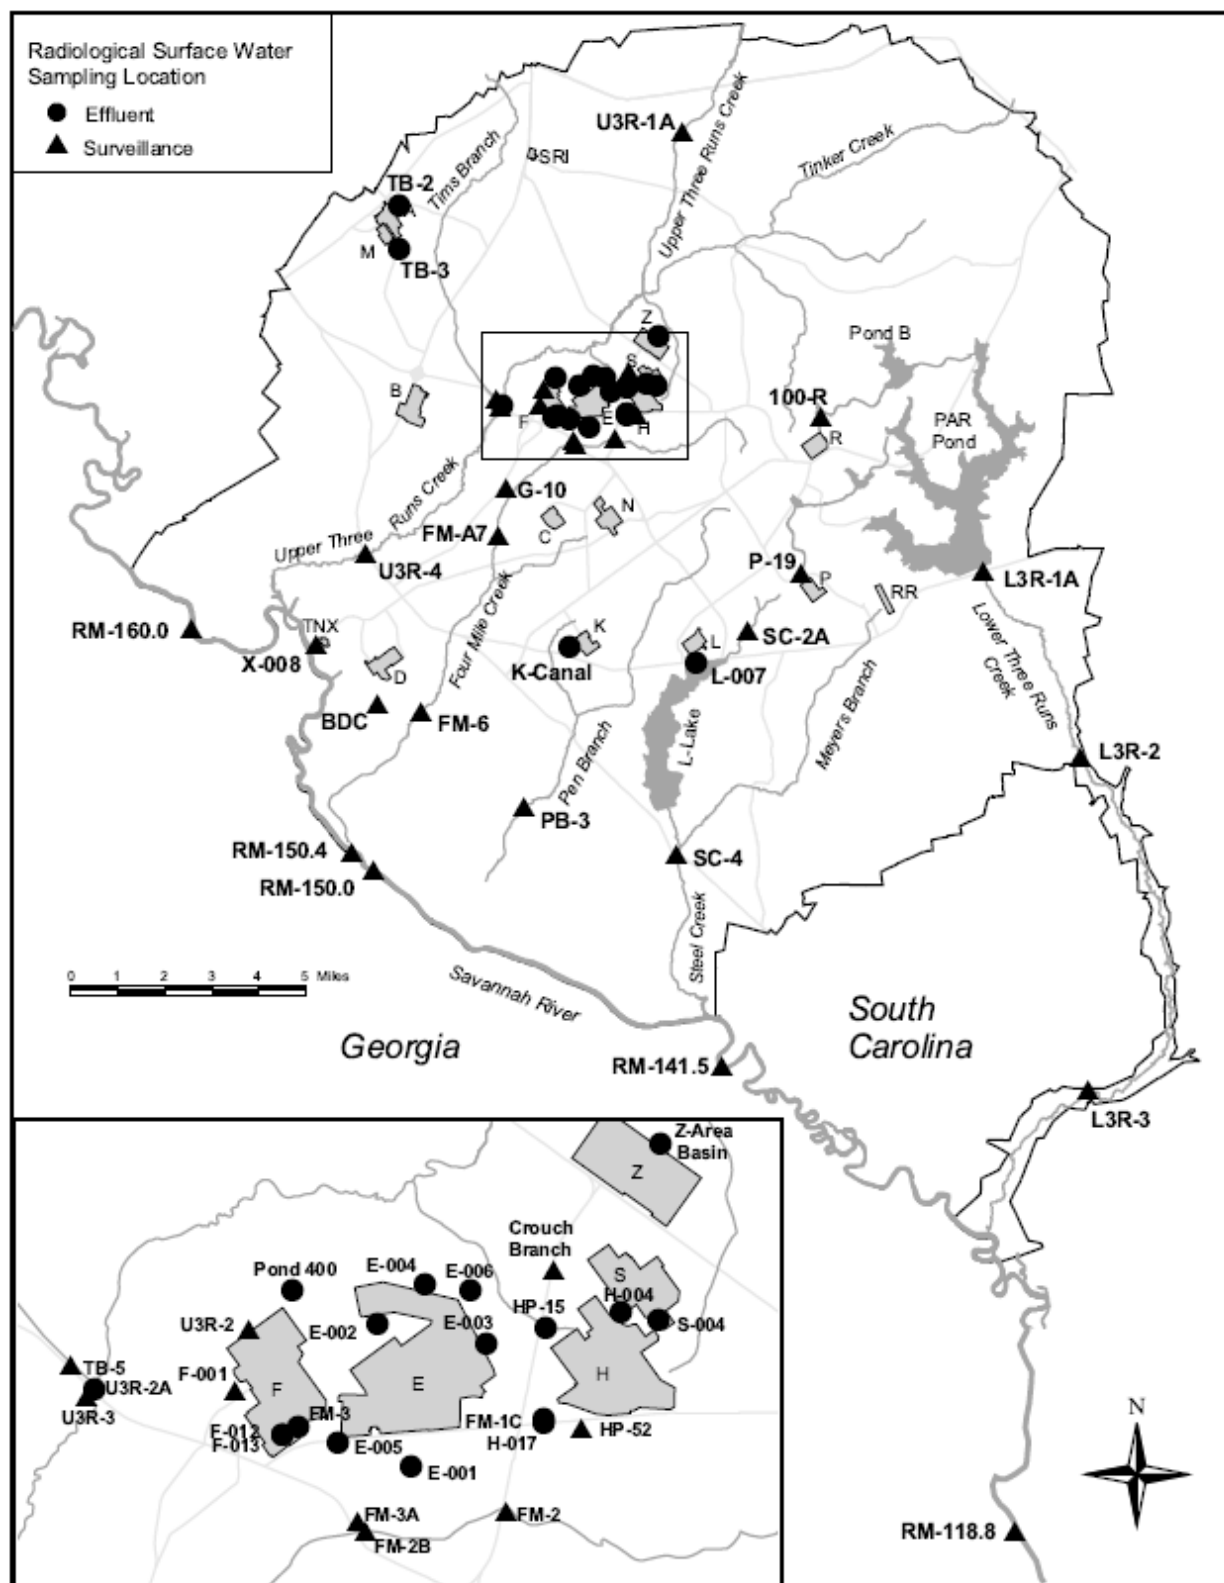 Radiological Surface Water
Sampling Location
Effluent
Surveillance
U3R-1A
Upper Three Runs Creek
Tinker Creek
Tims Branch
SRI
TB-2
M
TB-3
Z
Pond B
S
B
100-R
PAR
Pond
F
E
H
R
Runs Creek
G-10
N
C
FM-A7
Upper Three
U3R-4
P-19
P
RR
L3R-1A
RM-160.0
TNX
X-008
Four Mile Creek
K
K-Canal
L
SC-2A
L-007
Lower Three Runs
Creek
D
BDC
FM-6
L-Lake
Meyers Branch
Pen Branch
L3R-2
PB-3
RM-150.4
RM-150.0
SC-4
Steel Creek
0 1 2 3 4 5 Miles
Savannah River
Georgia
South
Carolina
RM-141.5
L3R-3
Z-Area
Basin
Z
Crouch
Branch
Pond 400
E-004
E-006
S
H-004
HP-15
U3R-2
E-002
E-003
S-004
TB-5
F-001
U3R-2A
F
E
H
U3R-3
FM-3
F-012
F-013
E-005
FM-1C
H-017
HP-52
E-001
FM-3A
FM-2
FM-2B
N
RM-118.8